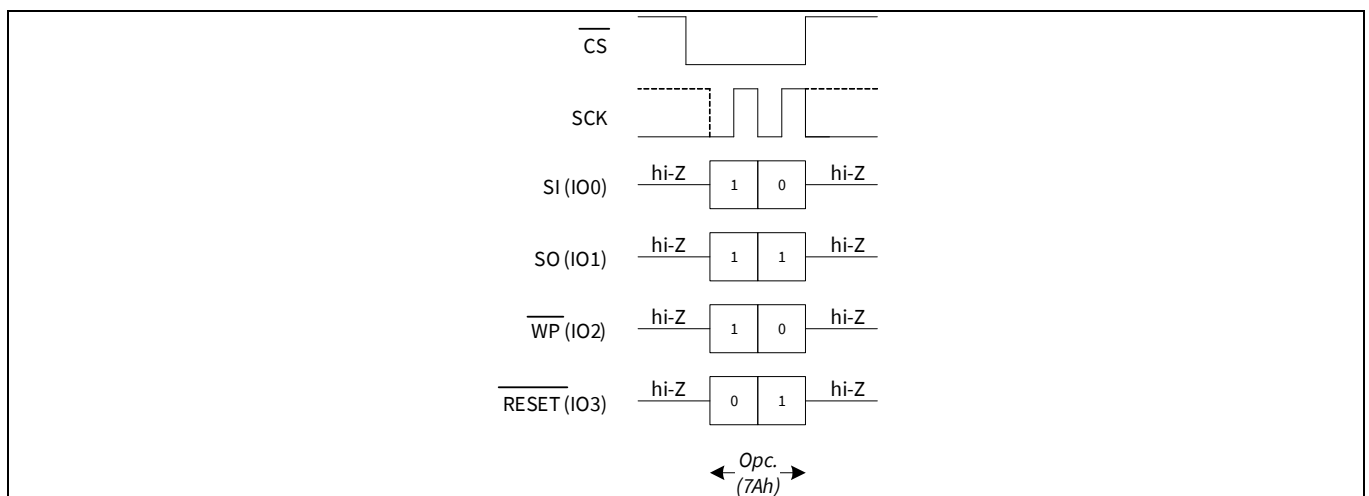 CS
SCK
hi-Z hi-Z
SI (IO0) 1 0
hi-Z hi-Z
SO (IO1) 1 1
hi-Z hi-Z
WP (IO2) 1 0
hi-Z hi-Z
RESET (IO3) 0 1
Opc.
(7Ah)